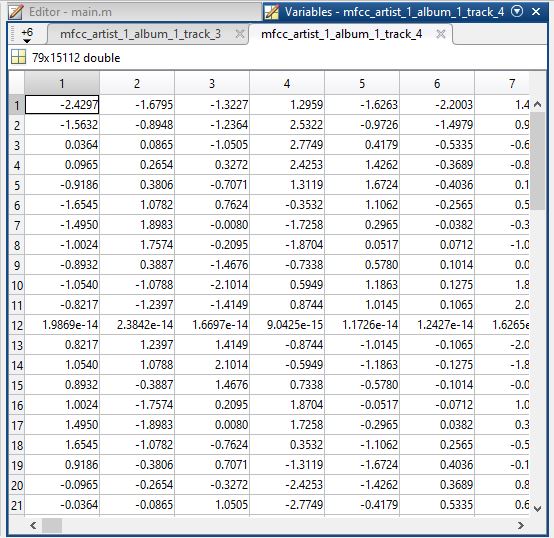 Editor - main.m Variables - mfcc_artist_1_album_1_track_4
+6 mfcc_artist_1_album_1_track_3 mfcc_artist_1_album_1_track_4
79x15112 double
1 2 3 4 5 6 7
1 -2.4297 -1.6795 -1.3227 1.2959 -1.6263 -2.2003 1.4
2 -1.5632 -0.8948 -1.2364 2.5322 -0.9726 -1.4979 0.9
3 0.0364 0.0865 -1.0505 2.7749 0.4179 -0.5335 -0.6
4 0.0965 0.2654 0.3272 2.4253 1.4262 -0.3689 -0.8
5 -0.9186 0.3806 -0.7071 1.3119 1.6724 -0.4036 0.1
6 -1.6545 1.0782 0.7624 -0.3532 1.1062 -0.2565 0.5
7 -1.4950 1.8983 -0.0080 -1.7258 0.2965 -0.0382 -0.3
8 -1.0024 1.7574 -0.2095 -1.8704 0.0517 0.0712 -1.0
9 -0.8932 0.3887 -1.4676 -0.7338 0.5780 0.1014 0.0
10 -1.0540 -1.0788 -2.1014 0.5949 1.1863 0.1275 1.8
11 -0.8217 -1.2397 -1.4149 0.8744 1.0145 0.1065 2.0
12 1.9869e-14 2.3842e-14 1.6697e-14 9.0425e-15 1.1726e-14 1.2427e-14 1.6265e
13 0.8217 1.2397 1.4149 -0.8744 -1.0145 -0.1065 -2.0
14 1.0540 1.0788 2.1014 -0.5949 -1.1863 -0.1275 -1.8
15 0.8932 -0.3887 1.4676 0.7338 -0.5780 -0.1014 -0.0
16 1.0024 -1.7574 0.2095 1.8704 -0.0517 -0.0712 1.0
17 1.4950 -1.8983 0.0080 1.7258 -0.2965 0.0382 0.3
18 1.6545 -1.0782 -0.7624 0.3532 -1.1062 0.2565 -0.5
19 0.9186 -0.3806 0.7071 -1.3119 -1.6724 0.4036 -0.1
20 -0.0965 -0.2654 -0.3272 -2.4253 -1.4262 0.3689 0.8
21 -0.0364 -0.0865 1.0505 -2.7749 -0.4179 0.5335 0.6